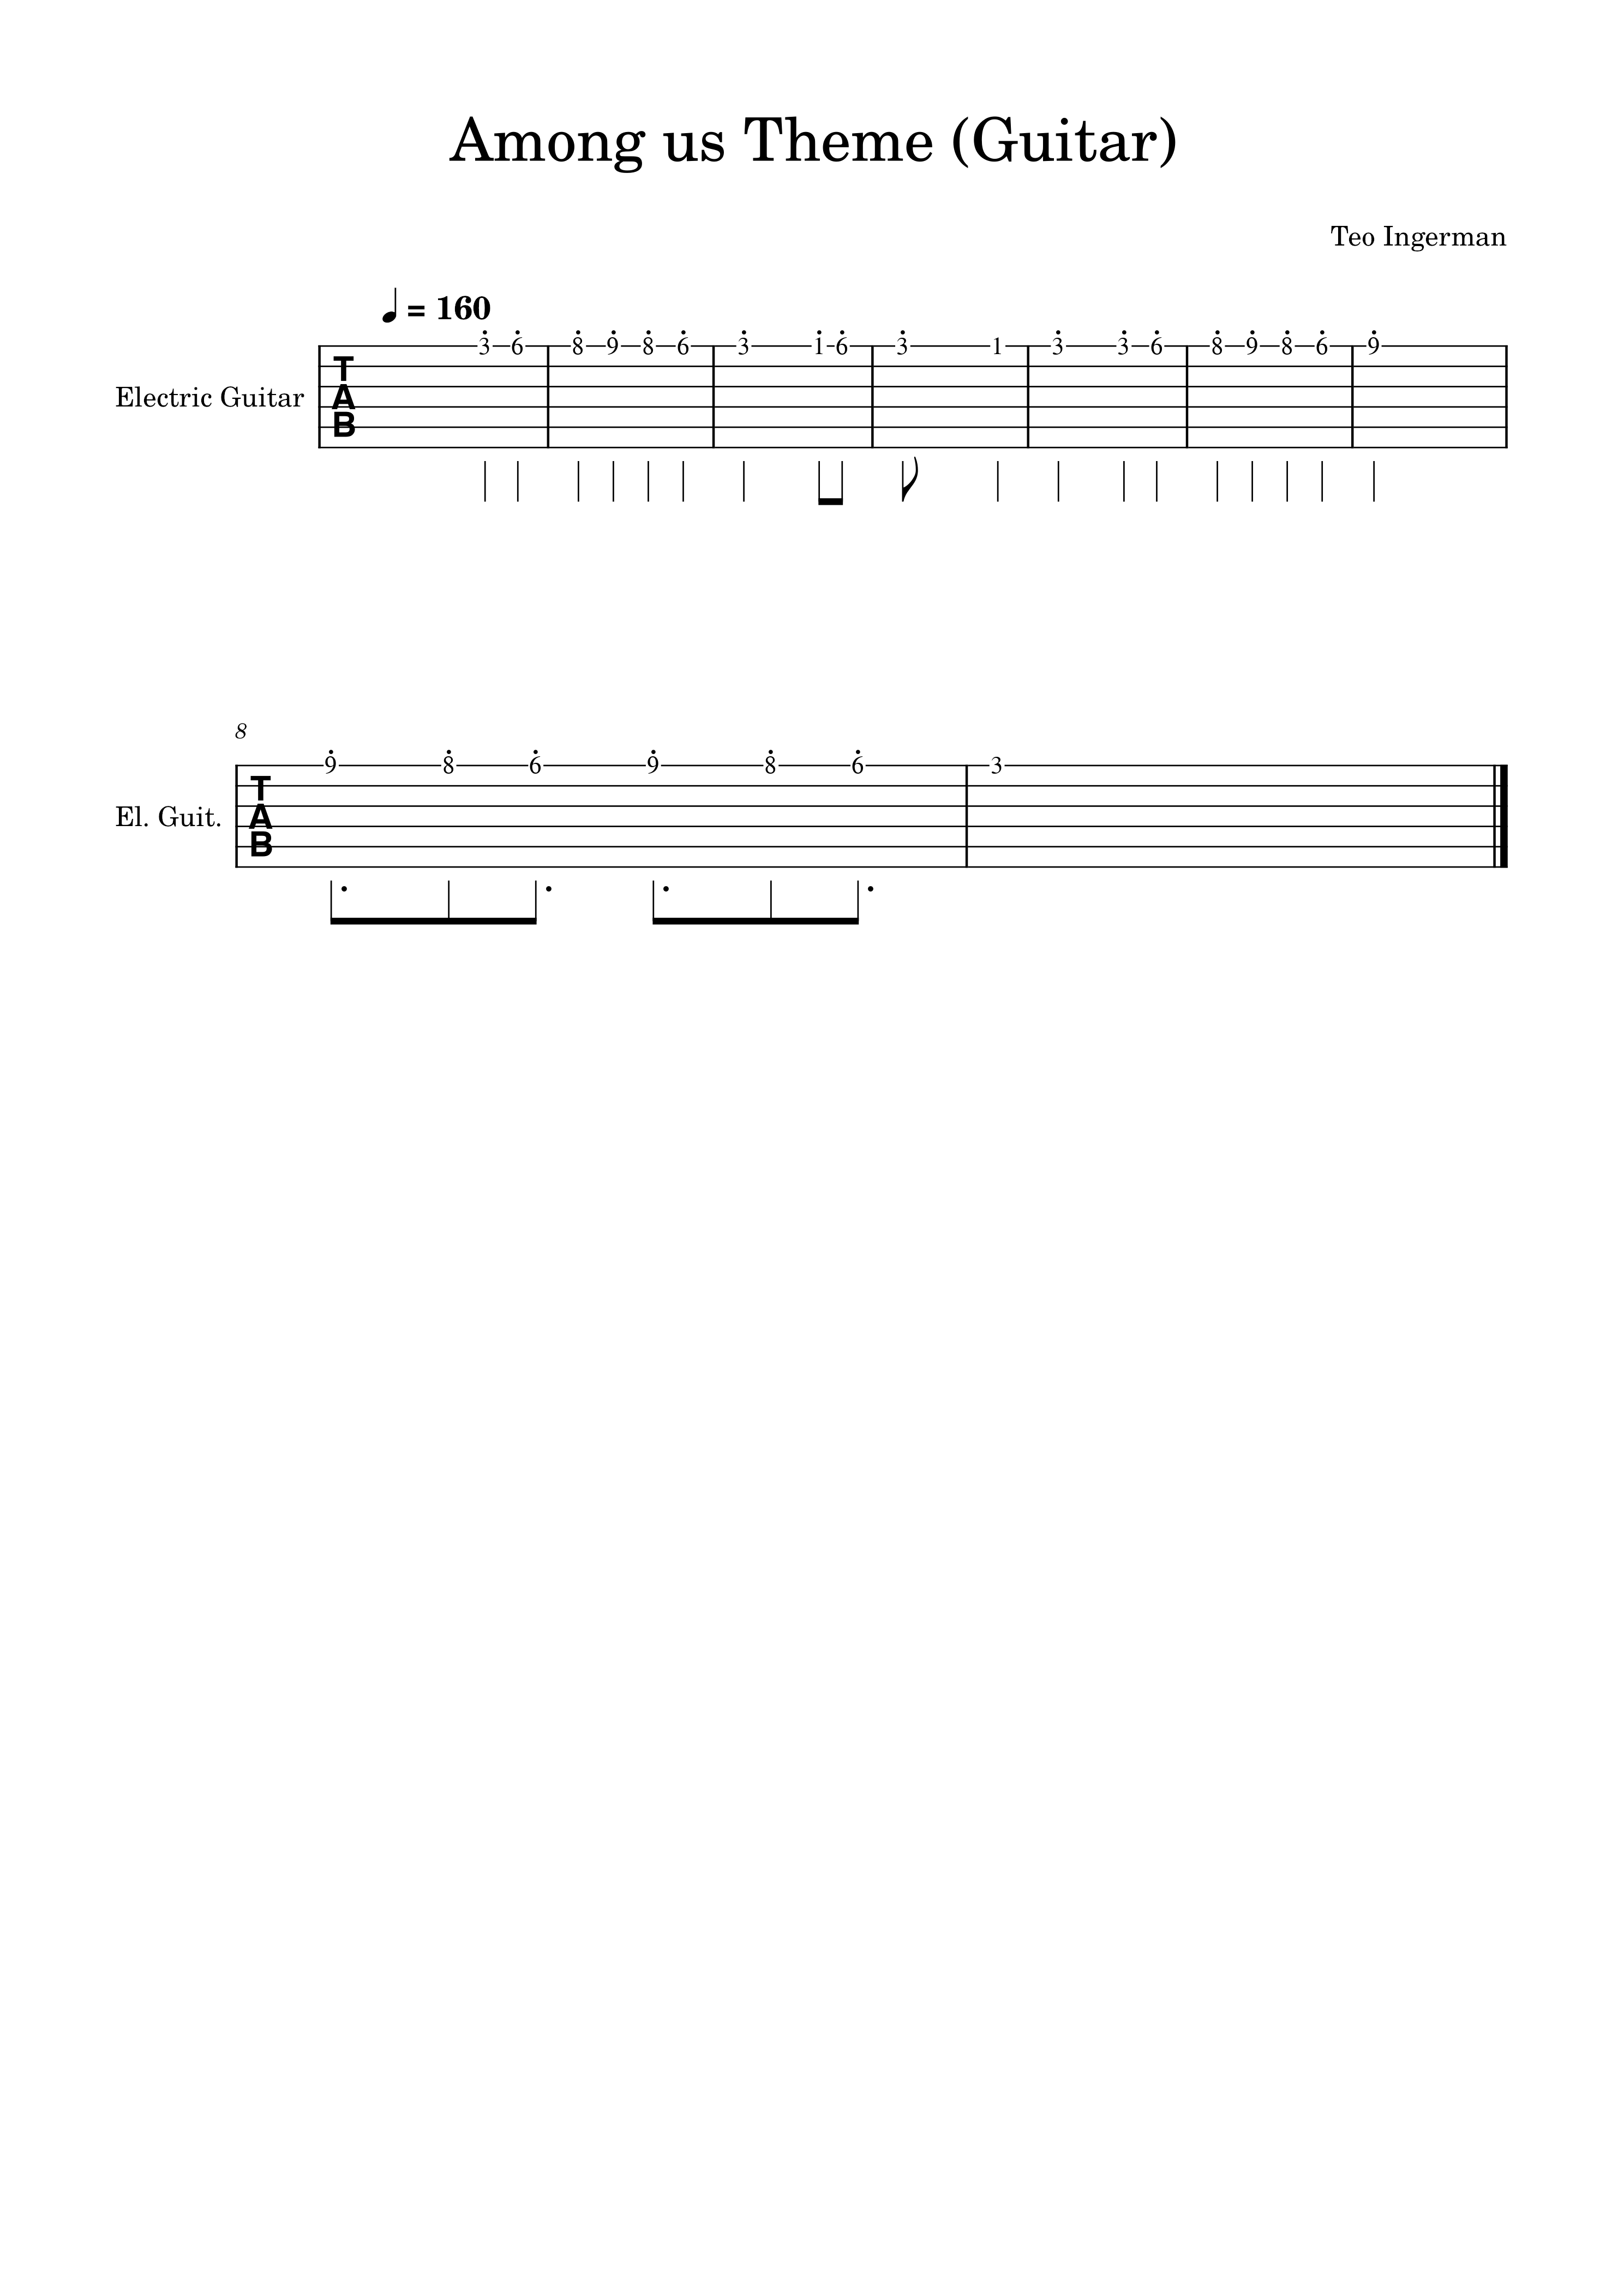 Among us Theme (Guitar)
Teo Ingerman
= 160
Electric Guitar
T
A
B
3 6 8 9 8 6 3 1 6 3 1 3 3 6 8 9 8 6 9
8
El. Guit.
T
A
B
9 8 6 9 8 6 3